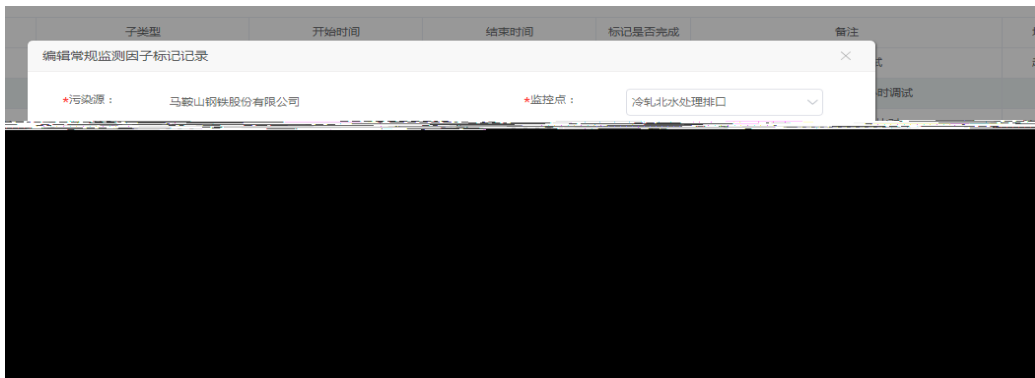 子类型 开始时间 结束时间 标记是否完成 备注
编辑常规监测因子标记记录
试
*污染源： 马鞍山钢铁股份有限公司 *监控点： 冷轧北水处理排口
时调试